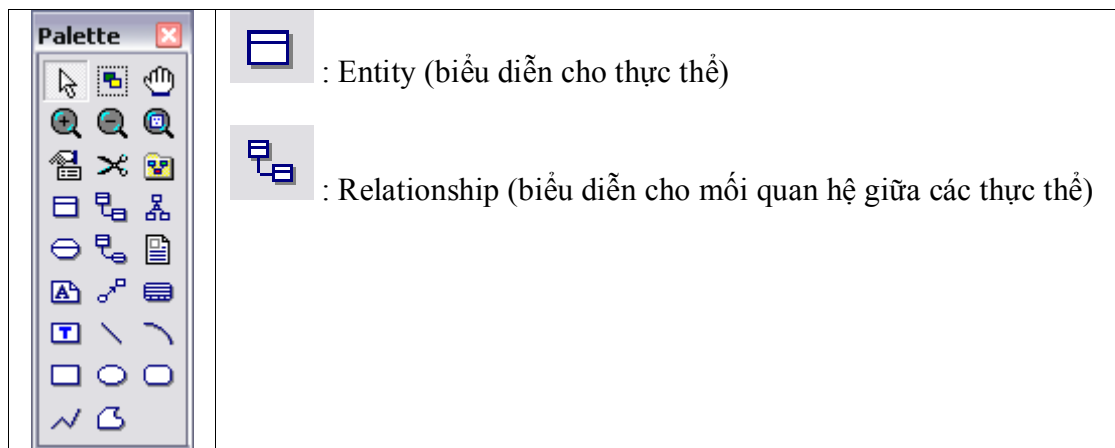 Palette
: Entity (biểu diễn cho thực thể)
: Relationship (biểu diễn cho mối quan hệ giữa các thực thể)
A
T